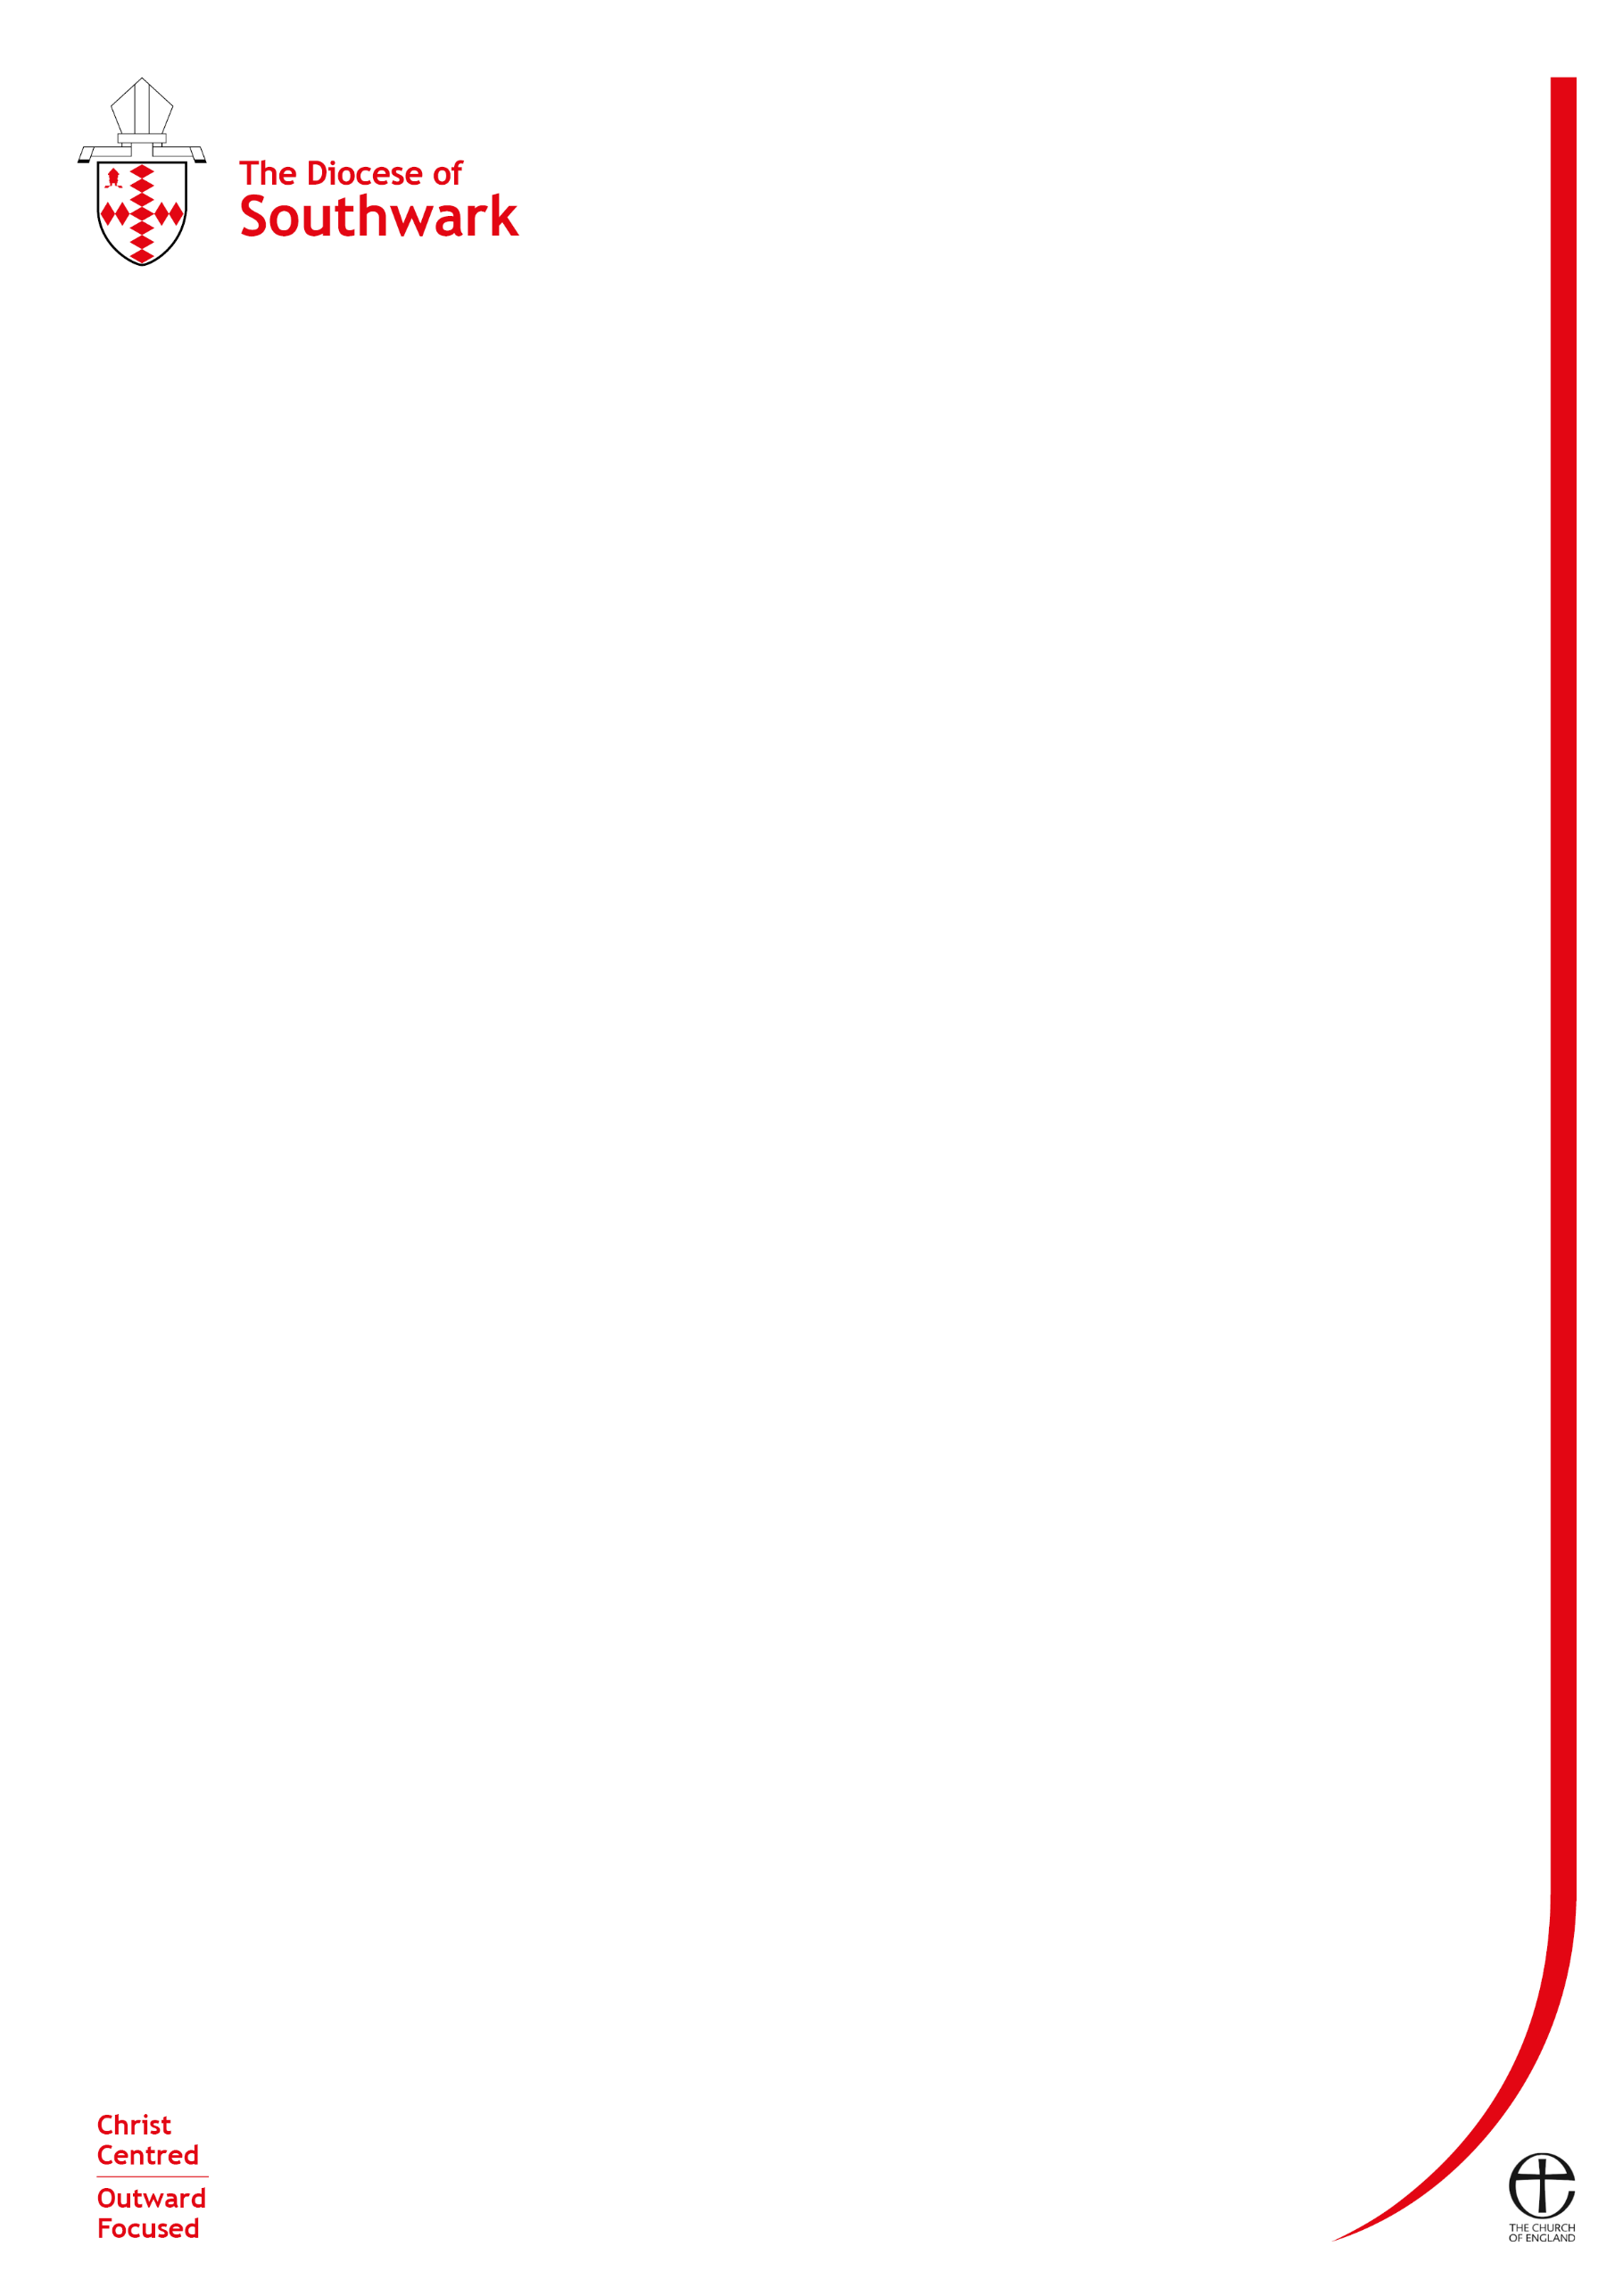 The Diocese of
Southwark
Christ
Centred
Outward
Focused
THE CHURCH
OF ENGLAND